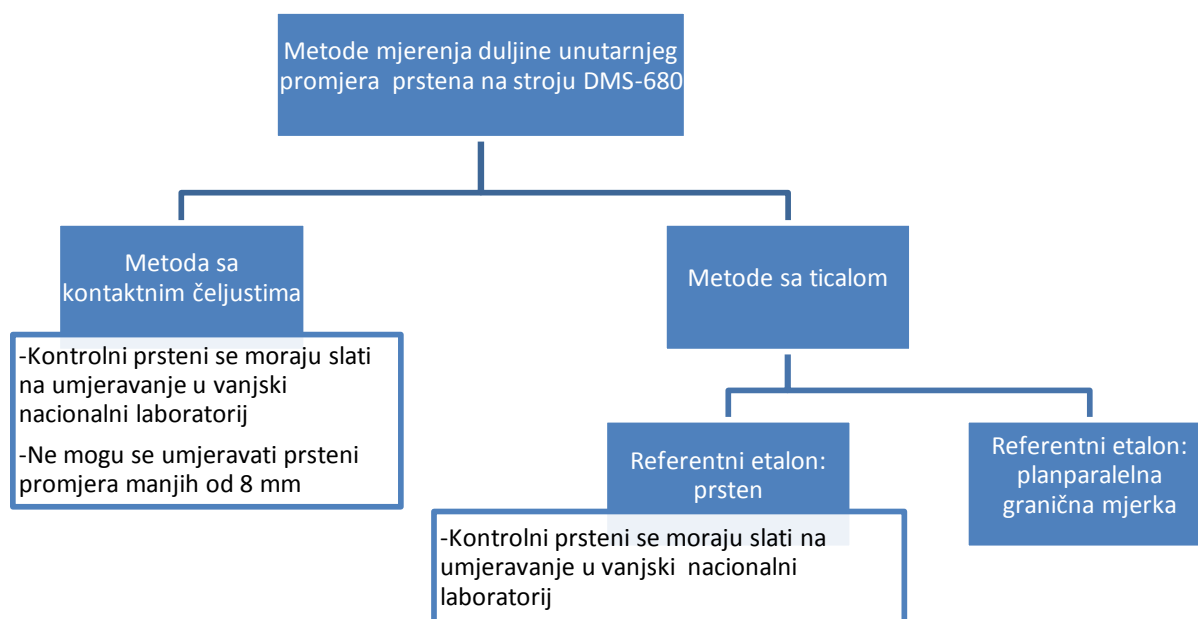 Metode mjerenja duljine unutarnjeg
promjera prstena na stroju DMS-680
Metoda sa
kontaktnim čeljustima
-Kontrolni prsteni se moraju slati
na umjeravanje u vanjski
nacionalni laboratorij
-Ne mogu se umjeravati prsteni
promjera manjih od 8 mm
Metode sa ticalom
Referentni etalon:
prsten
-Kontrolni prsteni se moraju slati na
umjeravanje u vanjski nacionalni
laboratorij
Referentni etalon:
planparalelna
granična mjerka